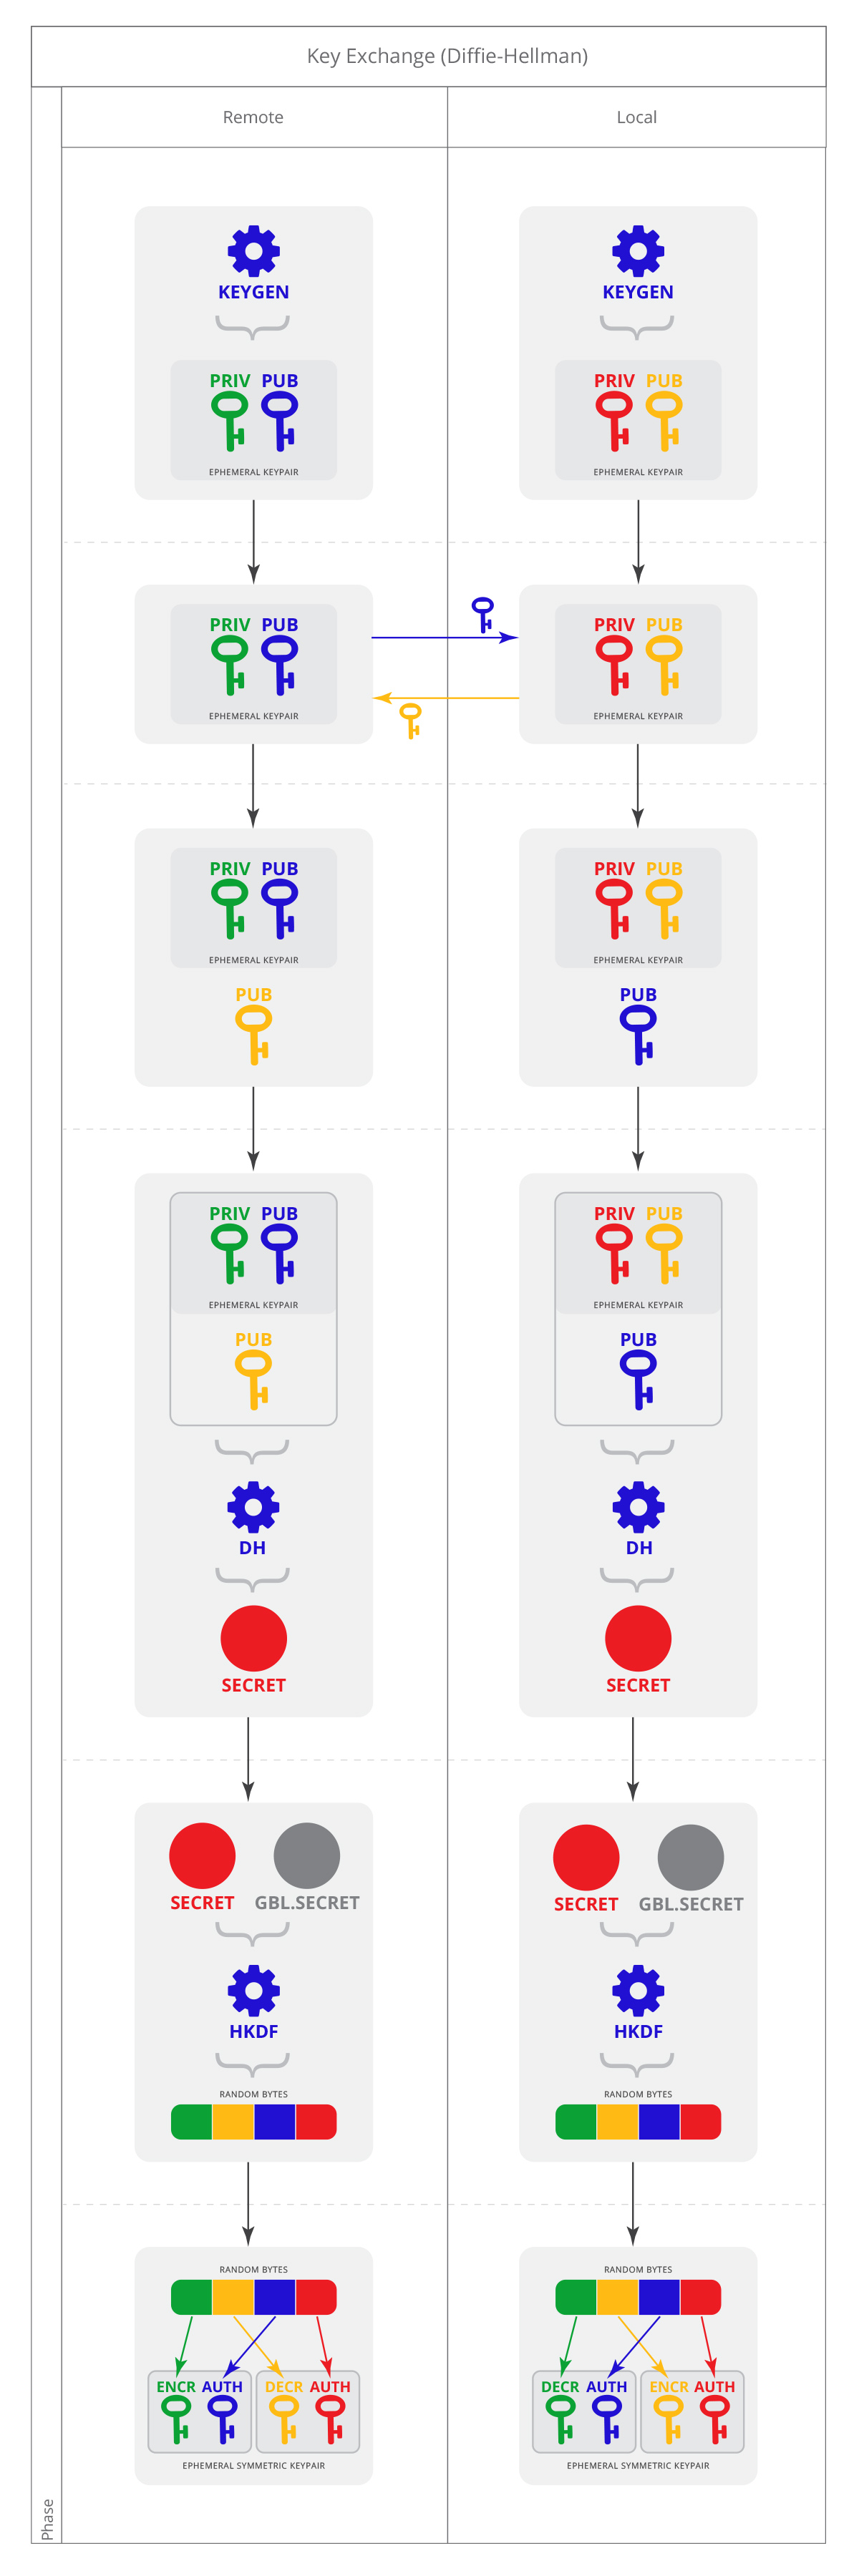 Key Exchange (Diffie-Hellman)
Remote
Local
KEYGEN
KEYGEN
PRIV PUB
EPHEMERAL KEYPAIR
PRIV PUB
EPHEMERAL KEYPAIR
PRIV PUB
EPHEMERAL KEYPAIR
PRIV PUB
EPHEMERAL KEYPAIR
PRIV PUB
EPHEMERAL KEYPAIR
PUB
PRIV PUB
EPHEMERAL KEYPAIR
PUB
PRIV PUB
EPHEMERAL KEYPAIR
PUB
DH
SECRET
PRIV PUB
EPHEMERAL KEYPAIR
PUB
DH
SECRET
SECRET GBL.SECRET
HKDF
RANDOM BYTES
SECRET GBL.SECRET
HKDF
RANDOM BYTES
RANDOM BYTES
ENCR AUTH DECR AUTH
EPHEMERAL SYMMETRIC KEYPAIR
RANDOM BYTES
DECR AUTH ENCR AUTH
EPHEMERAL SYMMETRIC KEYPAIR
Phase